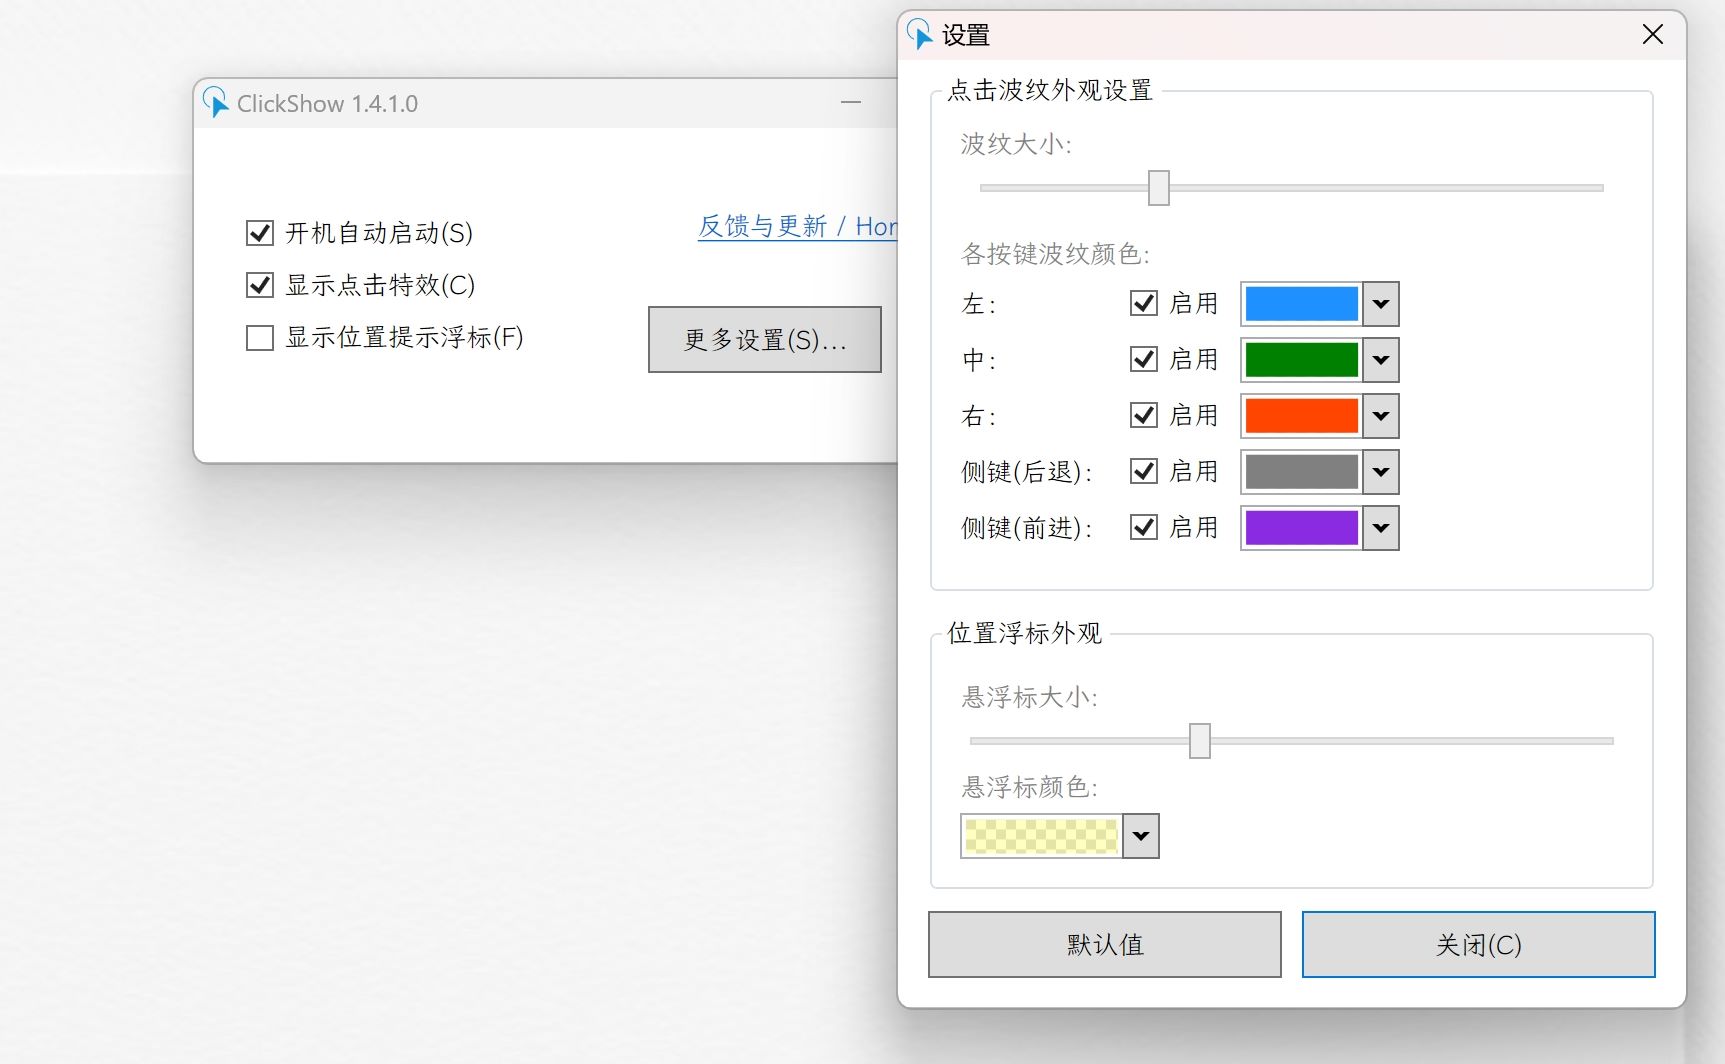 ClickShow 1.4.1.0
开机自动启动(S)
显示点击特效(C)
显示位置提示浮标(F)
反馈与更新 / Hor
更多设置(S)...
设置
点击波纹外观设置
波纹大小:
各按键波纹颜色:
左: 启用
中: 启用
右: 启用
侧键(后退): 启用
侧键(前进): 启用
位置浮标外观
悬浮标大小:
悬浮标颜色:
默认值
关闭(C)